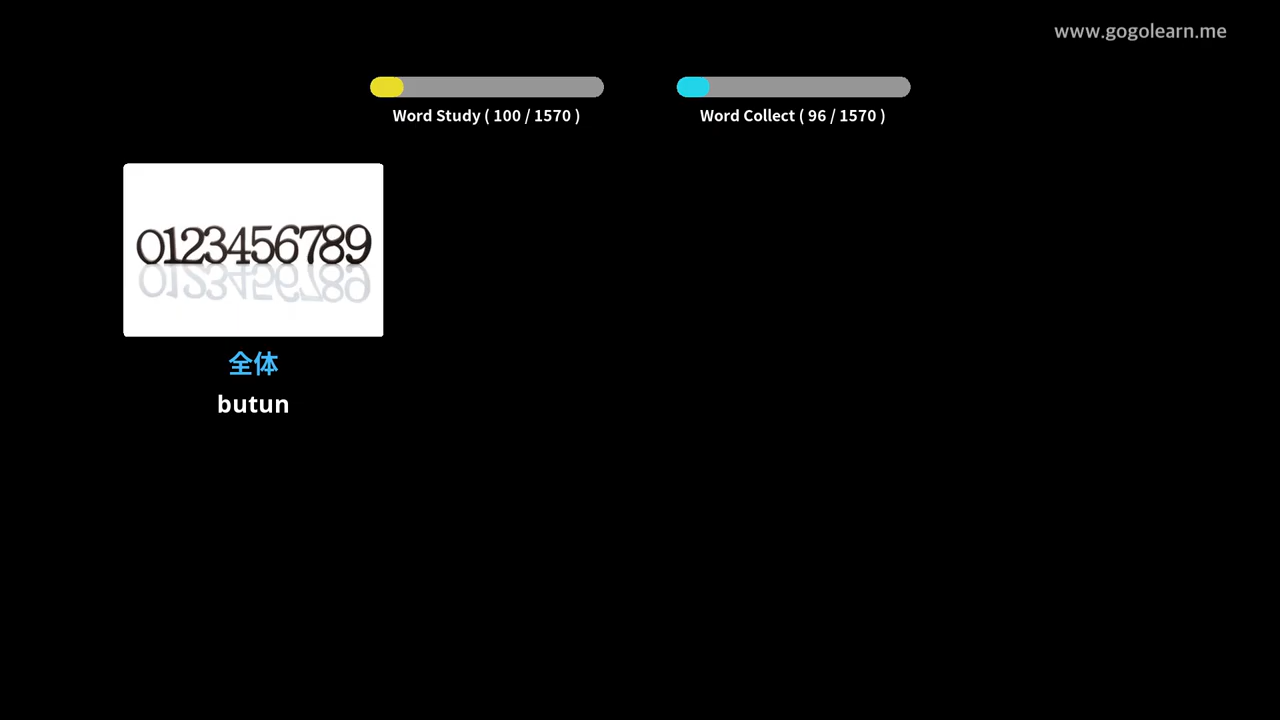 www.gogolearn.me
Word Study ( 100 / 1570 )
Word Collect ( 96 / 1570 )
0123456789
全体
butun